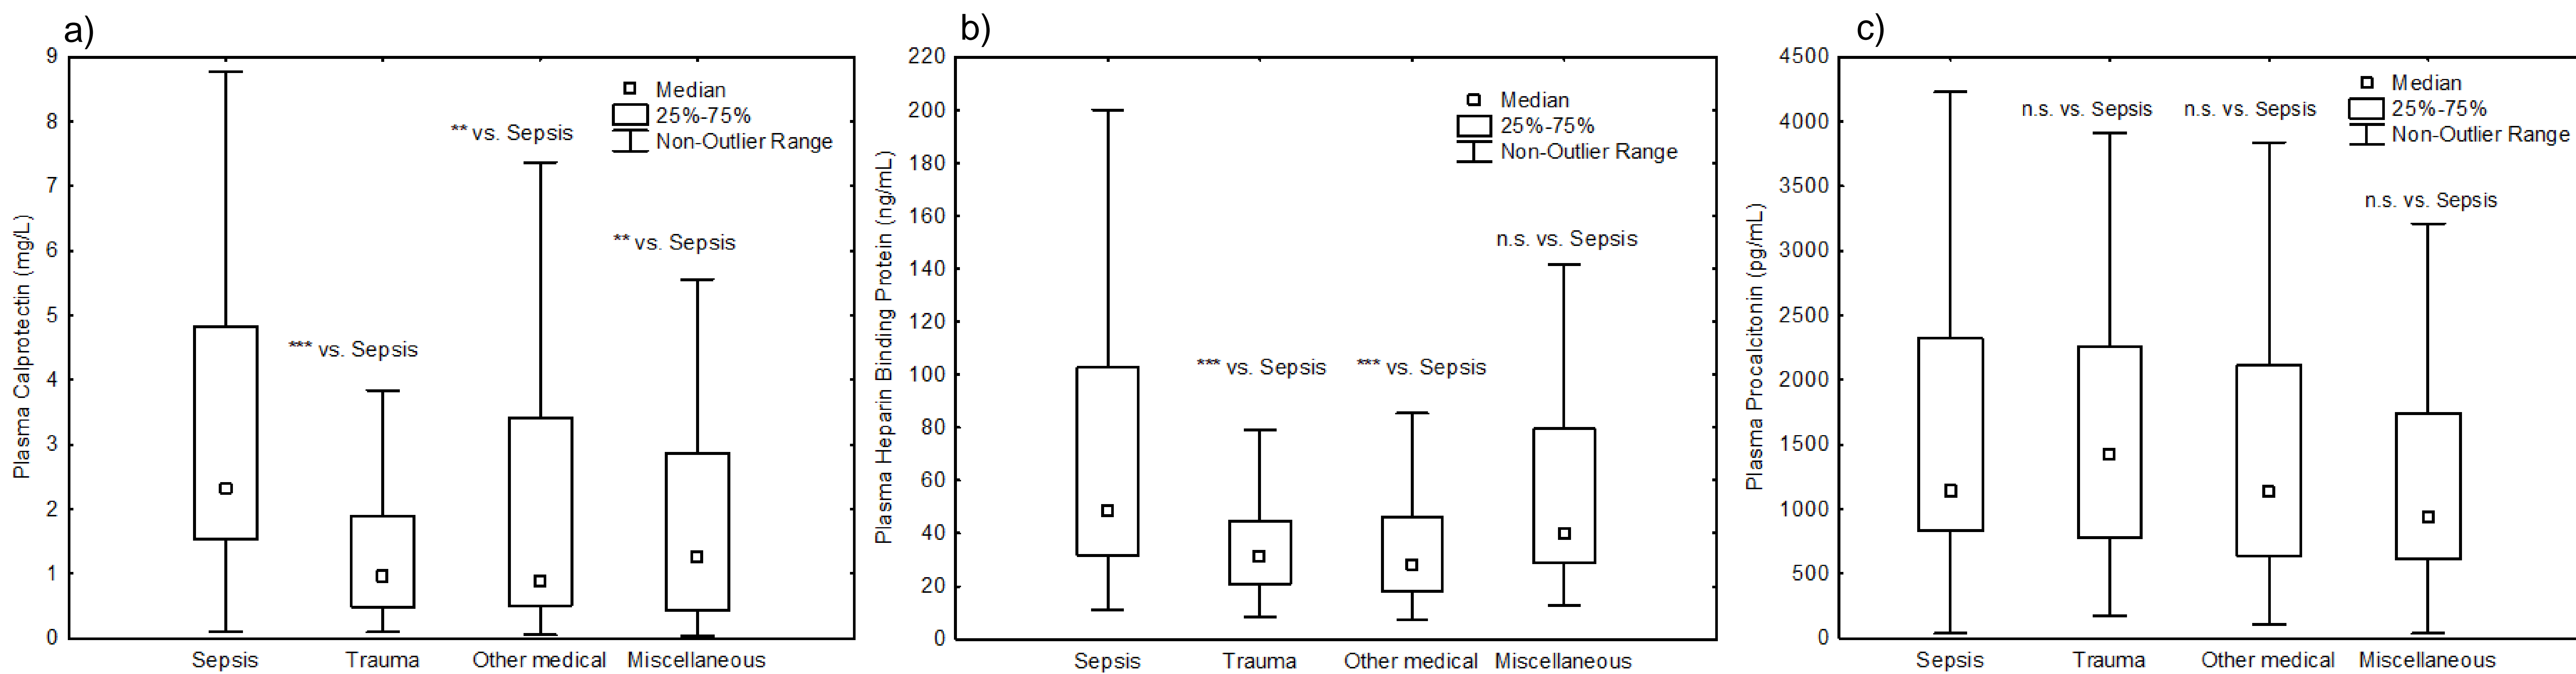 a)
9
8
7
6
5
4
3
2
1
0
Plasma Calprotectin (mg/L)
Median
25%-75%
Non-Outlier Range
** vs. Sepsis
** vs. Sepsis
*** vs. Sepsis
Sepsis Trauma Other medical Miscellaneous
b)
220
200
180
160
140
120
100
80
60
40
20
0
Plasma Heparin Binding Protein (ng/mL)
Median
25%-75%
Non-Outlier Range
n.s. vs. Sepsis
*** vs. Sepsis *** vs. Sepsis
Sepsis Trauma Other medical Miscellaneous
c)
4500
4000
3500
3000
2500
2000
1500
1000
500
0
Plasma Procalcitonin (pg/mL)
Median
25%-75%
Non-Outlier Range
n.s. vs. Sepsis n.s. vs. Sepsis
n.s. vs. Sepsis
Sepsis Trauma Other medical Miscellaneous